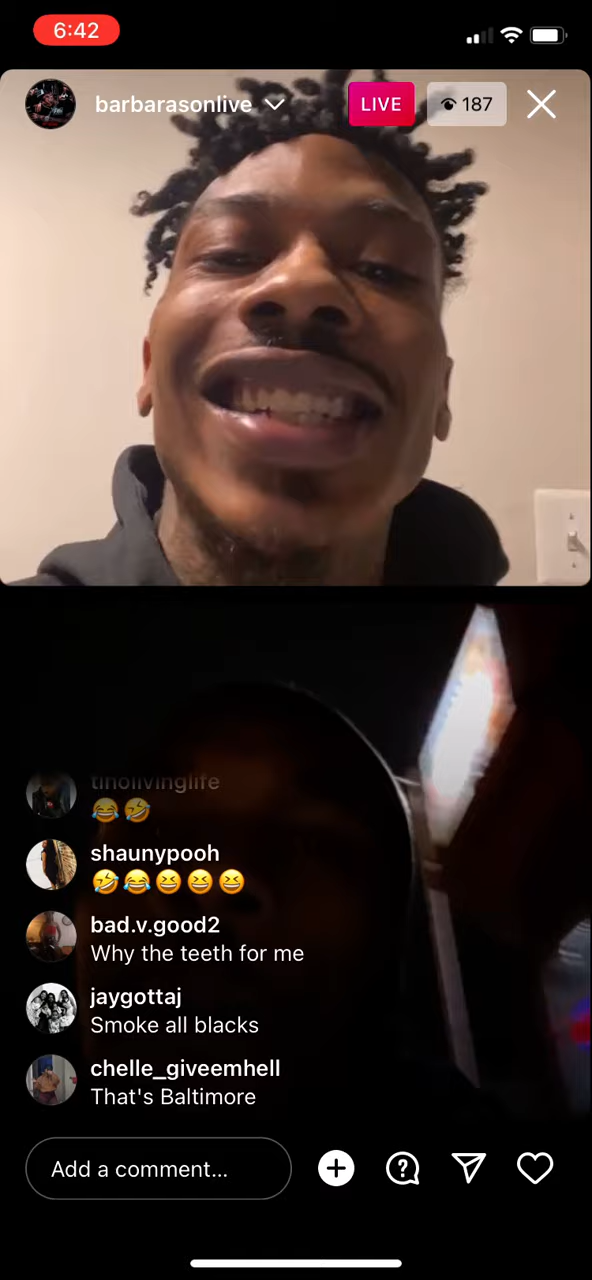 6:42
barbarasonlive
LIVE
187
tinolivinglife
😂🤣
shaunypooh
🤣😂😆😆😆
bad.v.good2
Why the teeth for me
jaygottaj
Smoke all blacks
chelle_giveemhell
That's Baltimore
Add a comment...